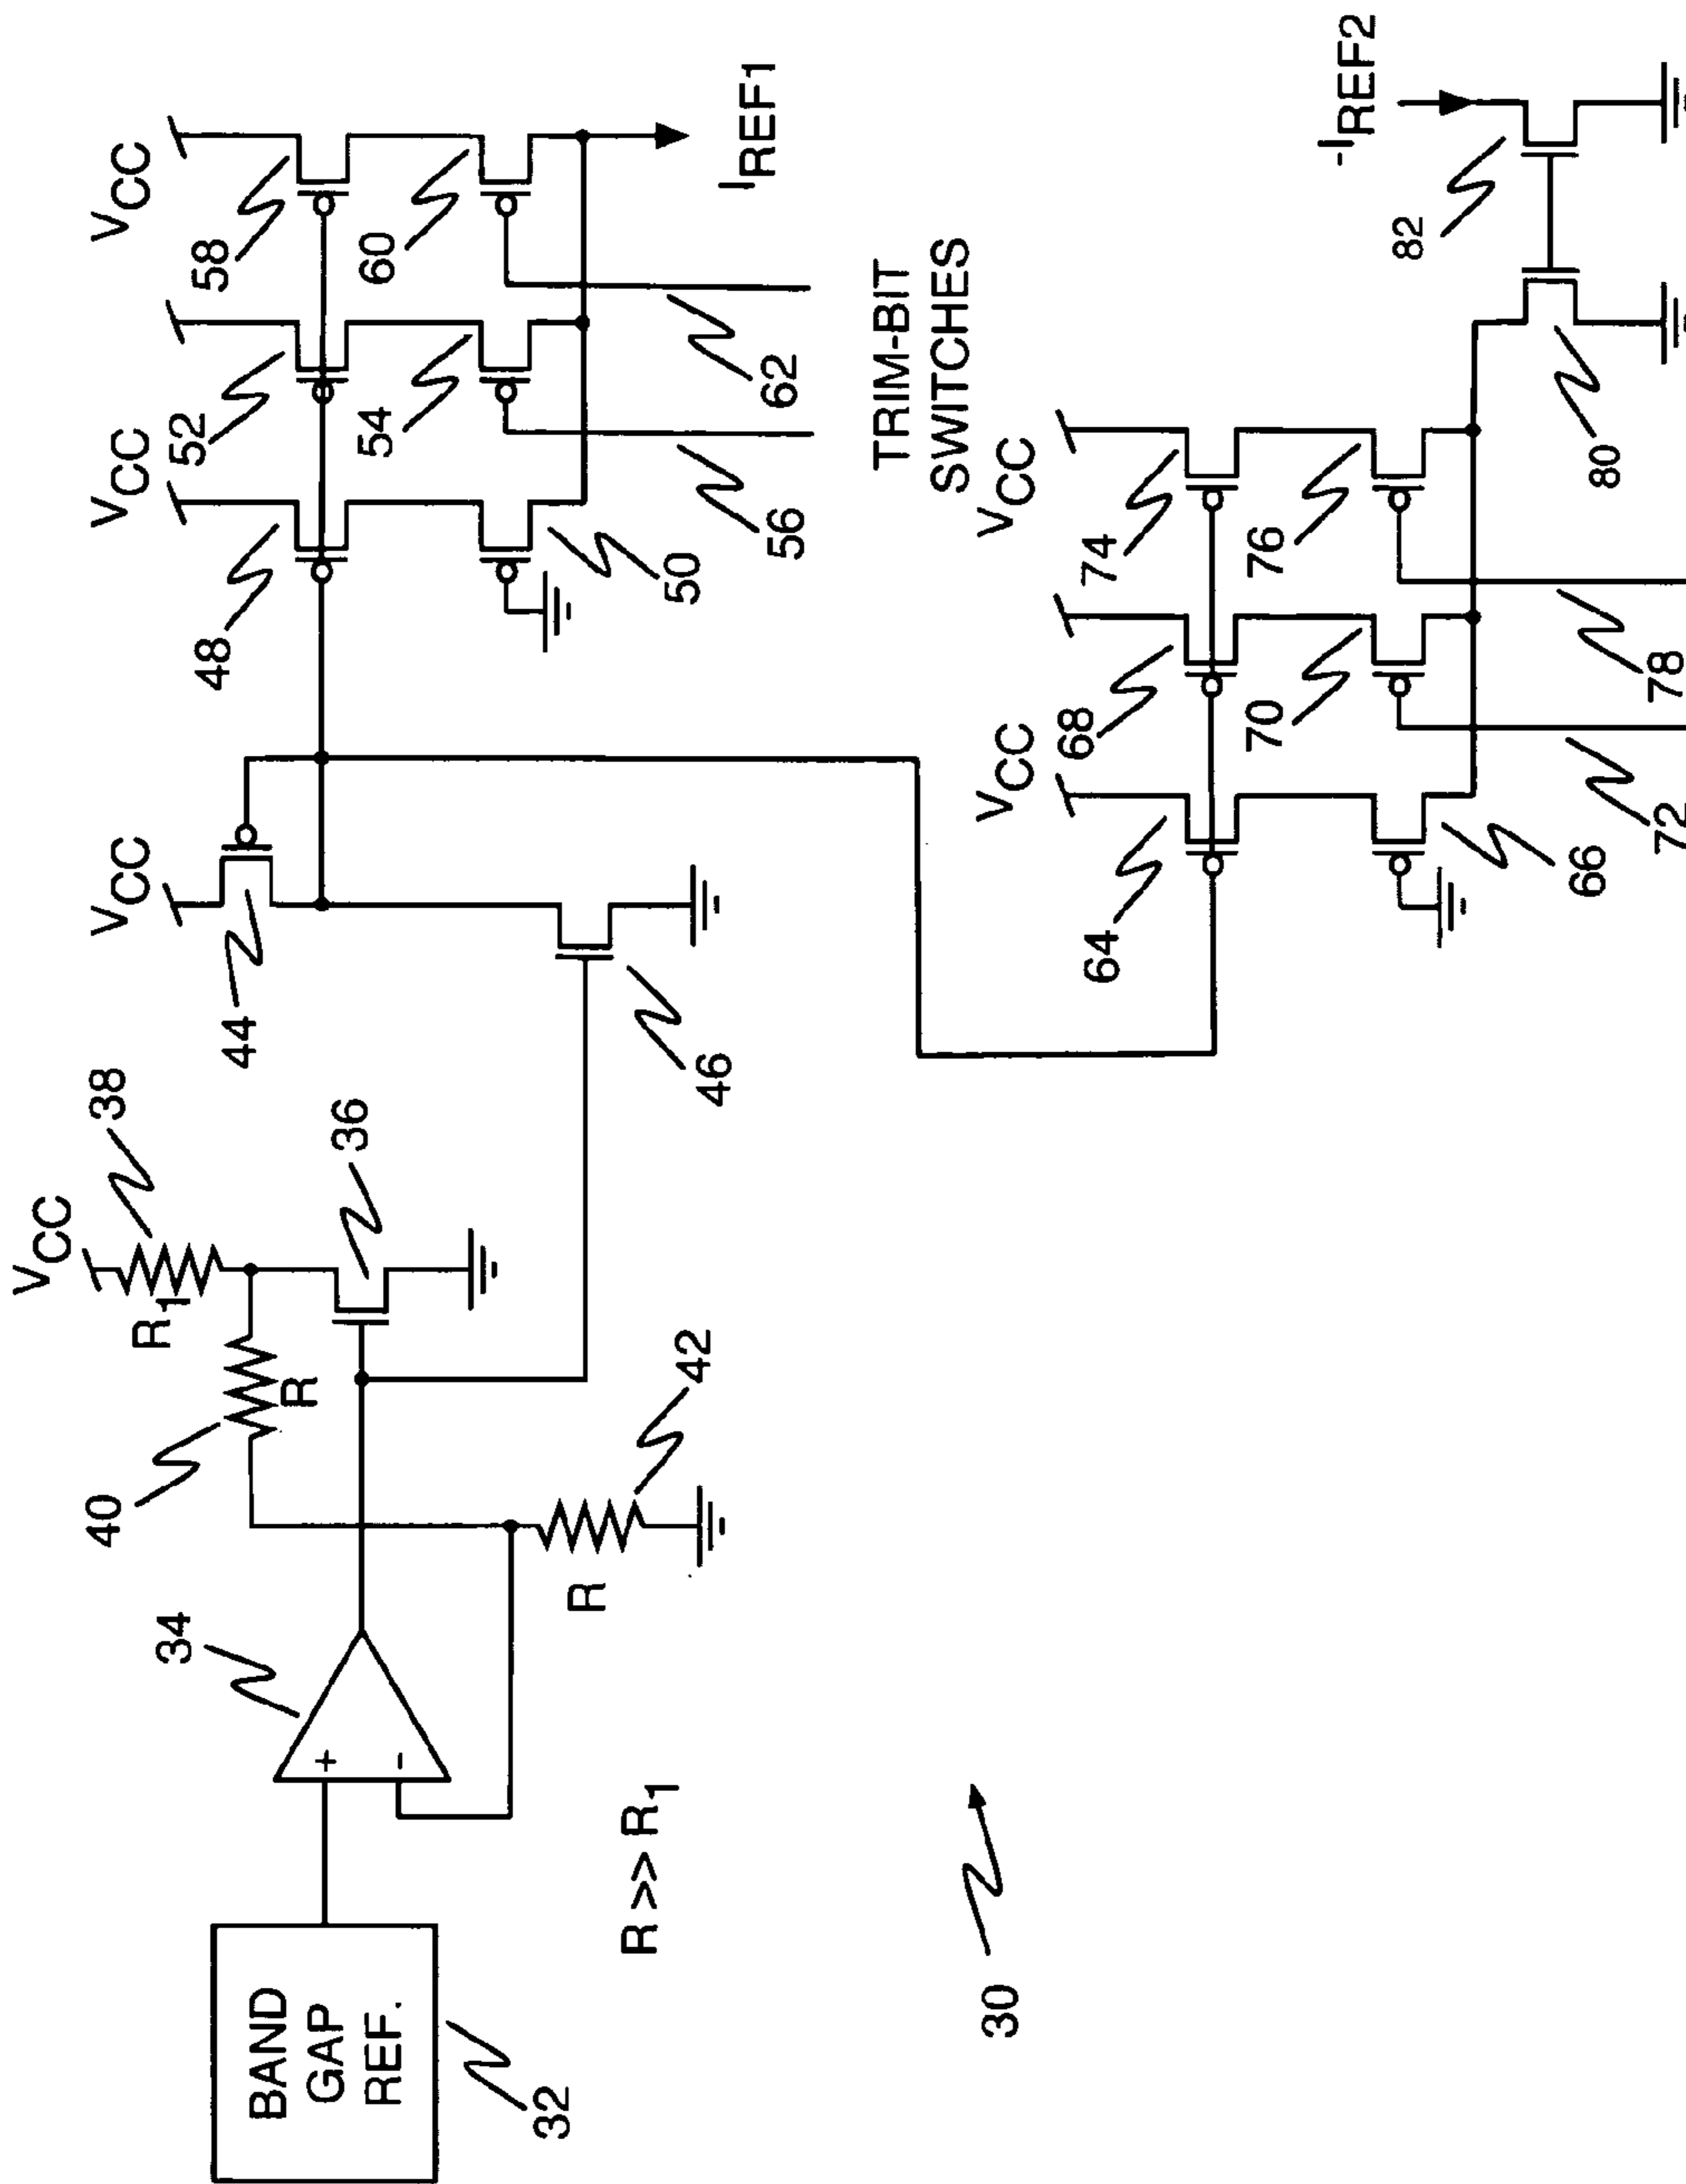 BAND
GAP
REF.
32
34
+
-
R >> R1
30
40
R
VCC
R1
38
36
R
42
VCC
44
46
VCC
48
50
52
54
56
VCC
58
60
62
IREF1
TRIM-BIT
SWITCHES
VCC
64
66
68
70
72
VCC
74
76
78
80
82
-IREF2